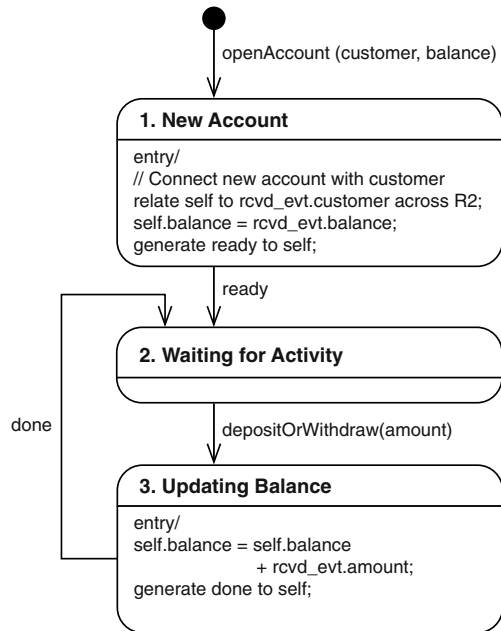 openAccount (customer, balance)
1. New Account
entry/
// Connect new account with customer
relate self to rcvd_evt.customer across R2;
self.balance = rcvd_evt.balance;
generate ready to self;
ready
2. Waiting for Activity
done
depositOrWithdraw(amount)
3. Updating Balance
entry/
self.balance = self.balance
+ rcvd_evt.amount;
generate done to self;